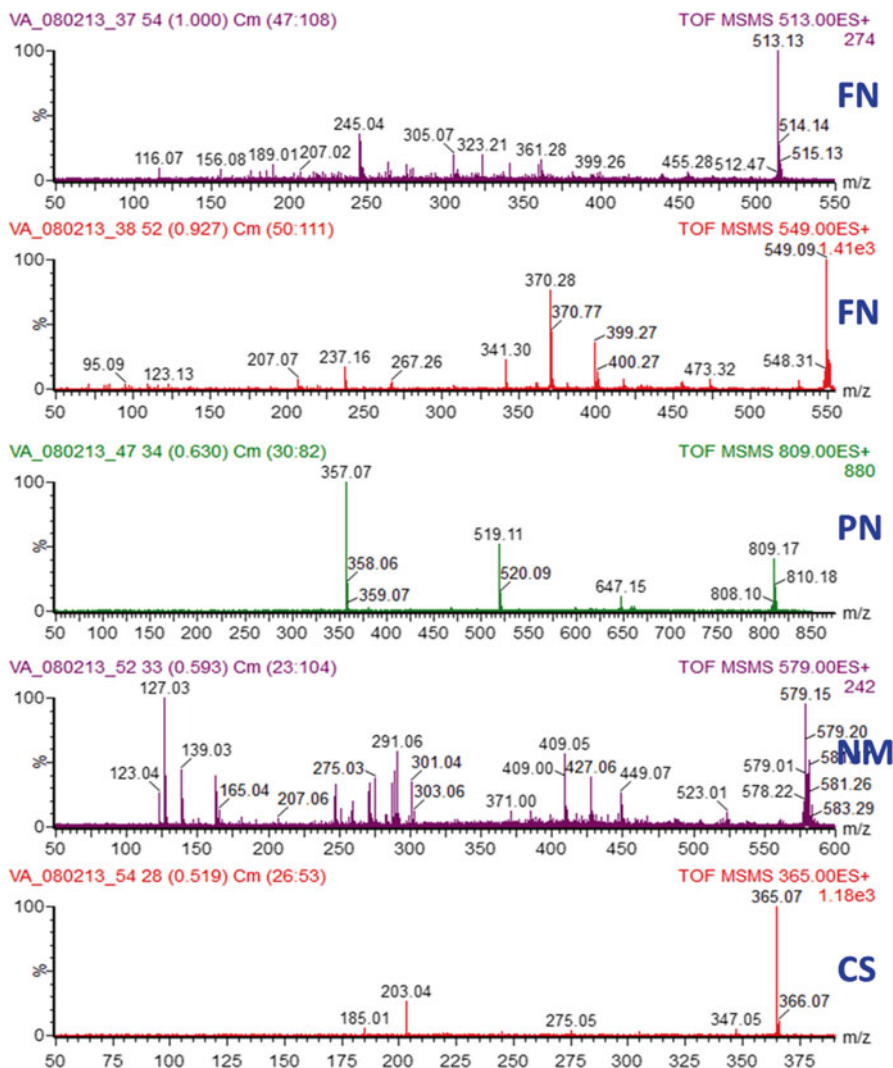 VA_080213_37 54 (1.000) Cm (47:108) TOF MSMS 513.00ES+
100 513.13 274
FN
% 245.04 514.14
116.07 156.08 189.01 207.02 305.07 323.21 361.28 399.26 455.28 512.47 515.13
0 m/z
50 100 150 200 250 300 350 400 450 500 550
VA_080213_38 52 (0.927) Cm (50:111) TOF MSMS 549.00ES+
100 549.09 1.41e3
FN
370.28
% 370.77 399.27
95.09 123.13 207.07 237.16 267.26 341.30 400.27 473.32 548.31
0 m/z
50 100 150 200 250 300 350 400 450 500 550
VA_080213_47 34 (0.630) Cm (30:82) TOF MSMS 809.00ES+
100 357.07 880
PN
% 519.11 809.17
358.06 520.09 810.18
359.07 647.15 808.10
0 m/z
50 100 150 200 250 300 350 400 450 500 550 600 650 700 750 800 850
VA_080213_52 33 (0.593) Cm (23:104) TOF MSMS 579.00ES+
100 127.03 579.15 242
579.20
NM
% 139.03 275.03 291.06 301.04 409.05 409.00 427.06 579.01
123.04 165.04 207.06 303.06 371.00 449.07 523.01 578.22 581.26
583.29
0 m/z
50 100 150 200 250 300 350 400 450 500 550 600
VA_080213_54 28 (0.519) Cm (26:53) TOF MSMS 365.00ES+
100 365.07 1.18e3
CS
% 203.04
185.01 275.05 347.05 366.07
0 m/z
50 75 100 125 150 175 200 225 250 275 300 325 350 375